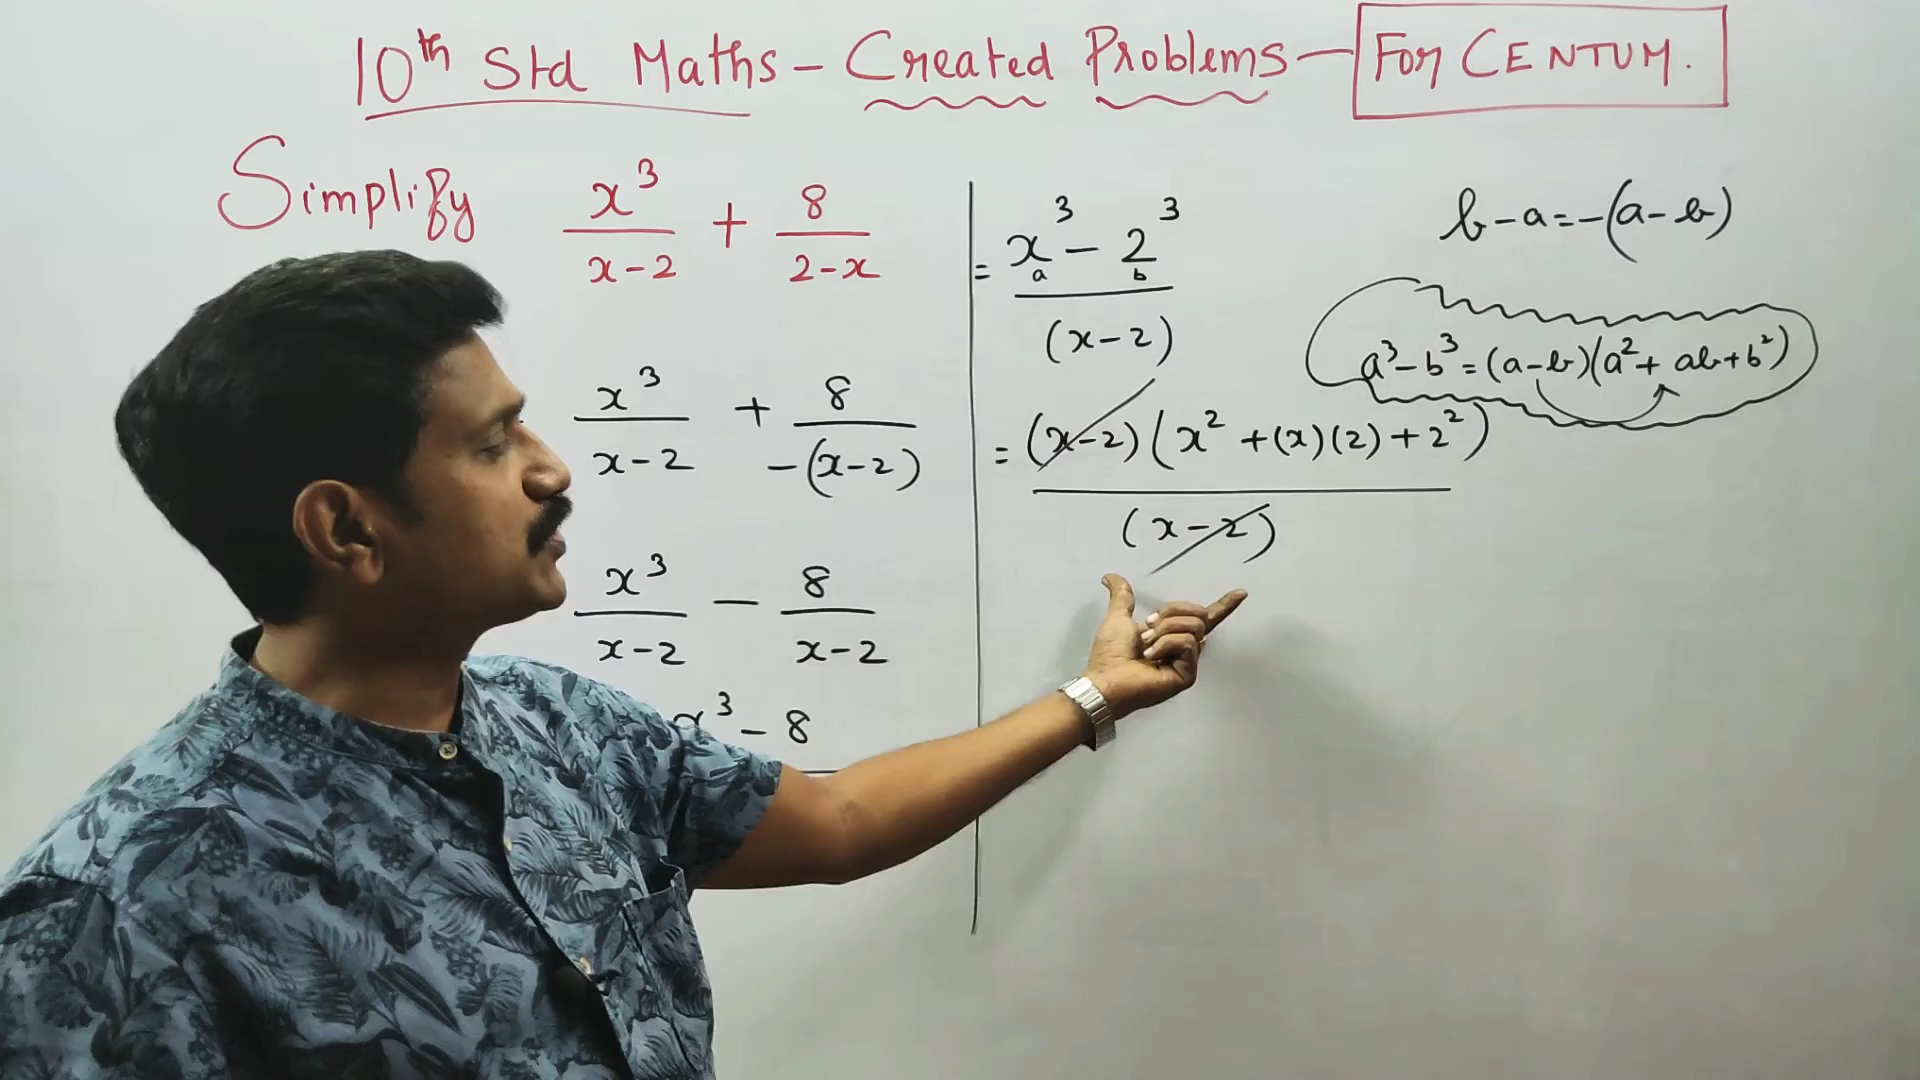 10th Std Maths - Created Problems - For CENTUM.
Simplify x³/(x-2) + 8/(2-x)
x³/(x-2) + 8/-(x-2)
x³/(x-2) - 8/(x-2)
x³ - 8
= (x³ - 2³)/(x-2)
a b
= (x-2)(x² + (x)(2) + 2²)/(x-2)
b-a = -(a-b)
a³-b³ = (a-b)(a² + ab + b²)